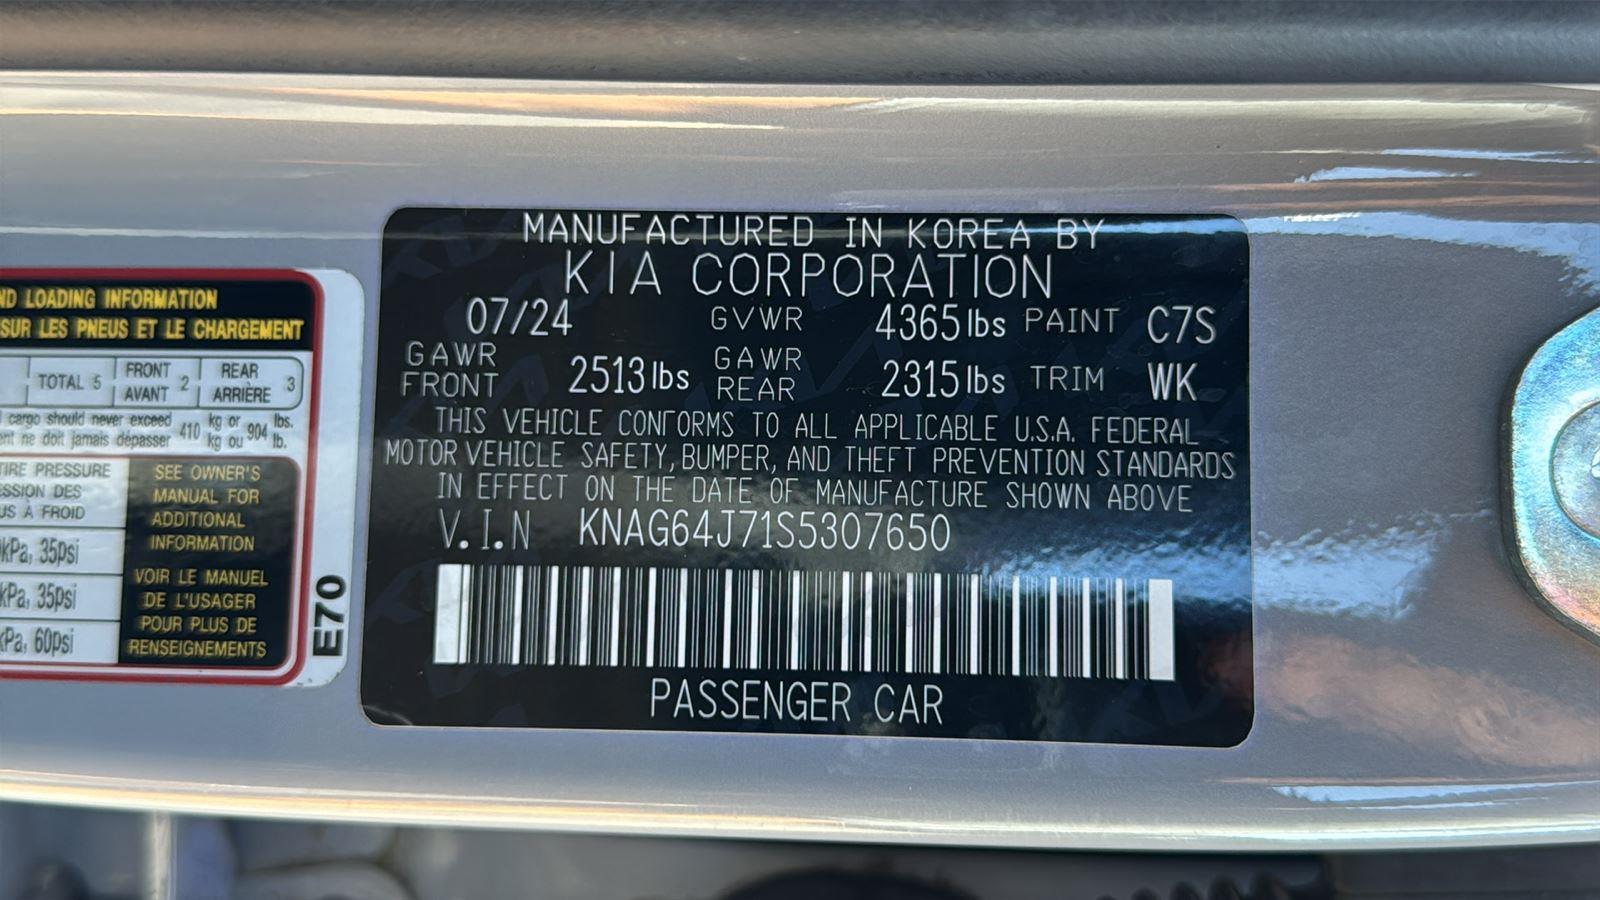 MANUFACTURED IN KOREA BY
KIA CORPORATION
07/24 GVWR 4365 lbs PAINT C7S
GAWR FRONT 2513 lbs GAWR REAR 2315 lbs TRIM WK
THIS VEHICLE CONFORMS TO ALL APPLICABLE U.S.A. FEDERAL
MOTOR VEHICLE SAFETY, BUMPER, AND THEFT PREVENTION STANDARDS
IN EFFECT ON THE DATE OF MANUFACTURE SHOWN ABOVE
V.I.N KNAG64J71S5307650
PASSENGER CAR
LOADING INFORMATION
SUR LES PNEUS ET LE CHARGEMENT
TOTAL 5 FRONT AVANT 2 REAR ARRIÈRE 3
cargo should never exceed 410 kg or 904 lbs.
ne doit jamais dépasser kg ou lb.
TIRE PRESSURE
DES
À FROID
kPa, 35psi
kPa, 35psi
kPa, 60psi
SEE OWNER'S
MANUAL FOR
ADDITIONAL
INFORMATION
VOIR LE MANUEL
DE L'USAGER
POUR PLUS DE
RENSEIGNEMENTS
E70